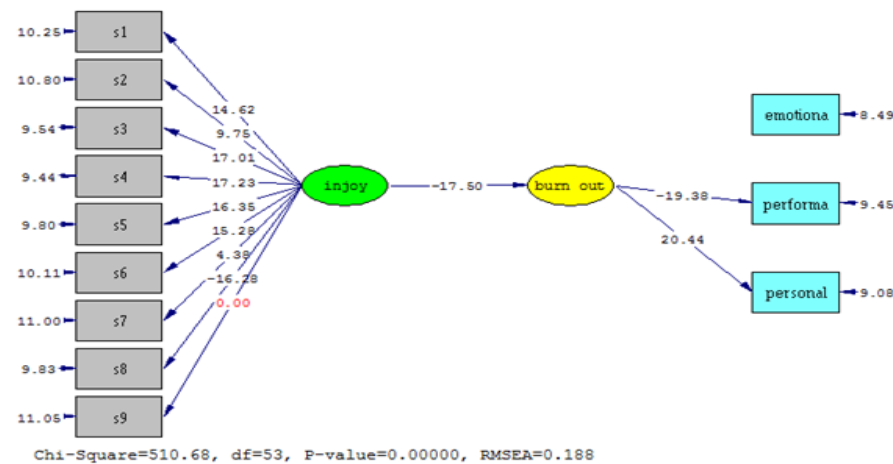 10.25 s1
10.80 s2
9.54 s3
9.44 s4
9.80 s5
10.11 s6
11.00 s7
9.83 s8
11.05 s9
14.62
9.75
17.01
17.23
16.35
15.28
4.38
-16.28
0.00
injoy
-17.50
burn out
-19.38
20.44
emotiona 8.49
performa 9.45
personal 9.08
Chi-Square=510.68, df=53, P-value=0.00000, RMSEA=0.188